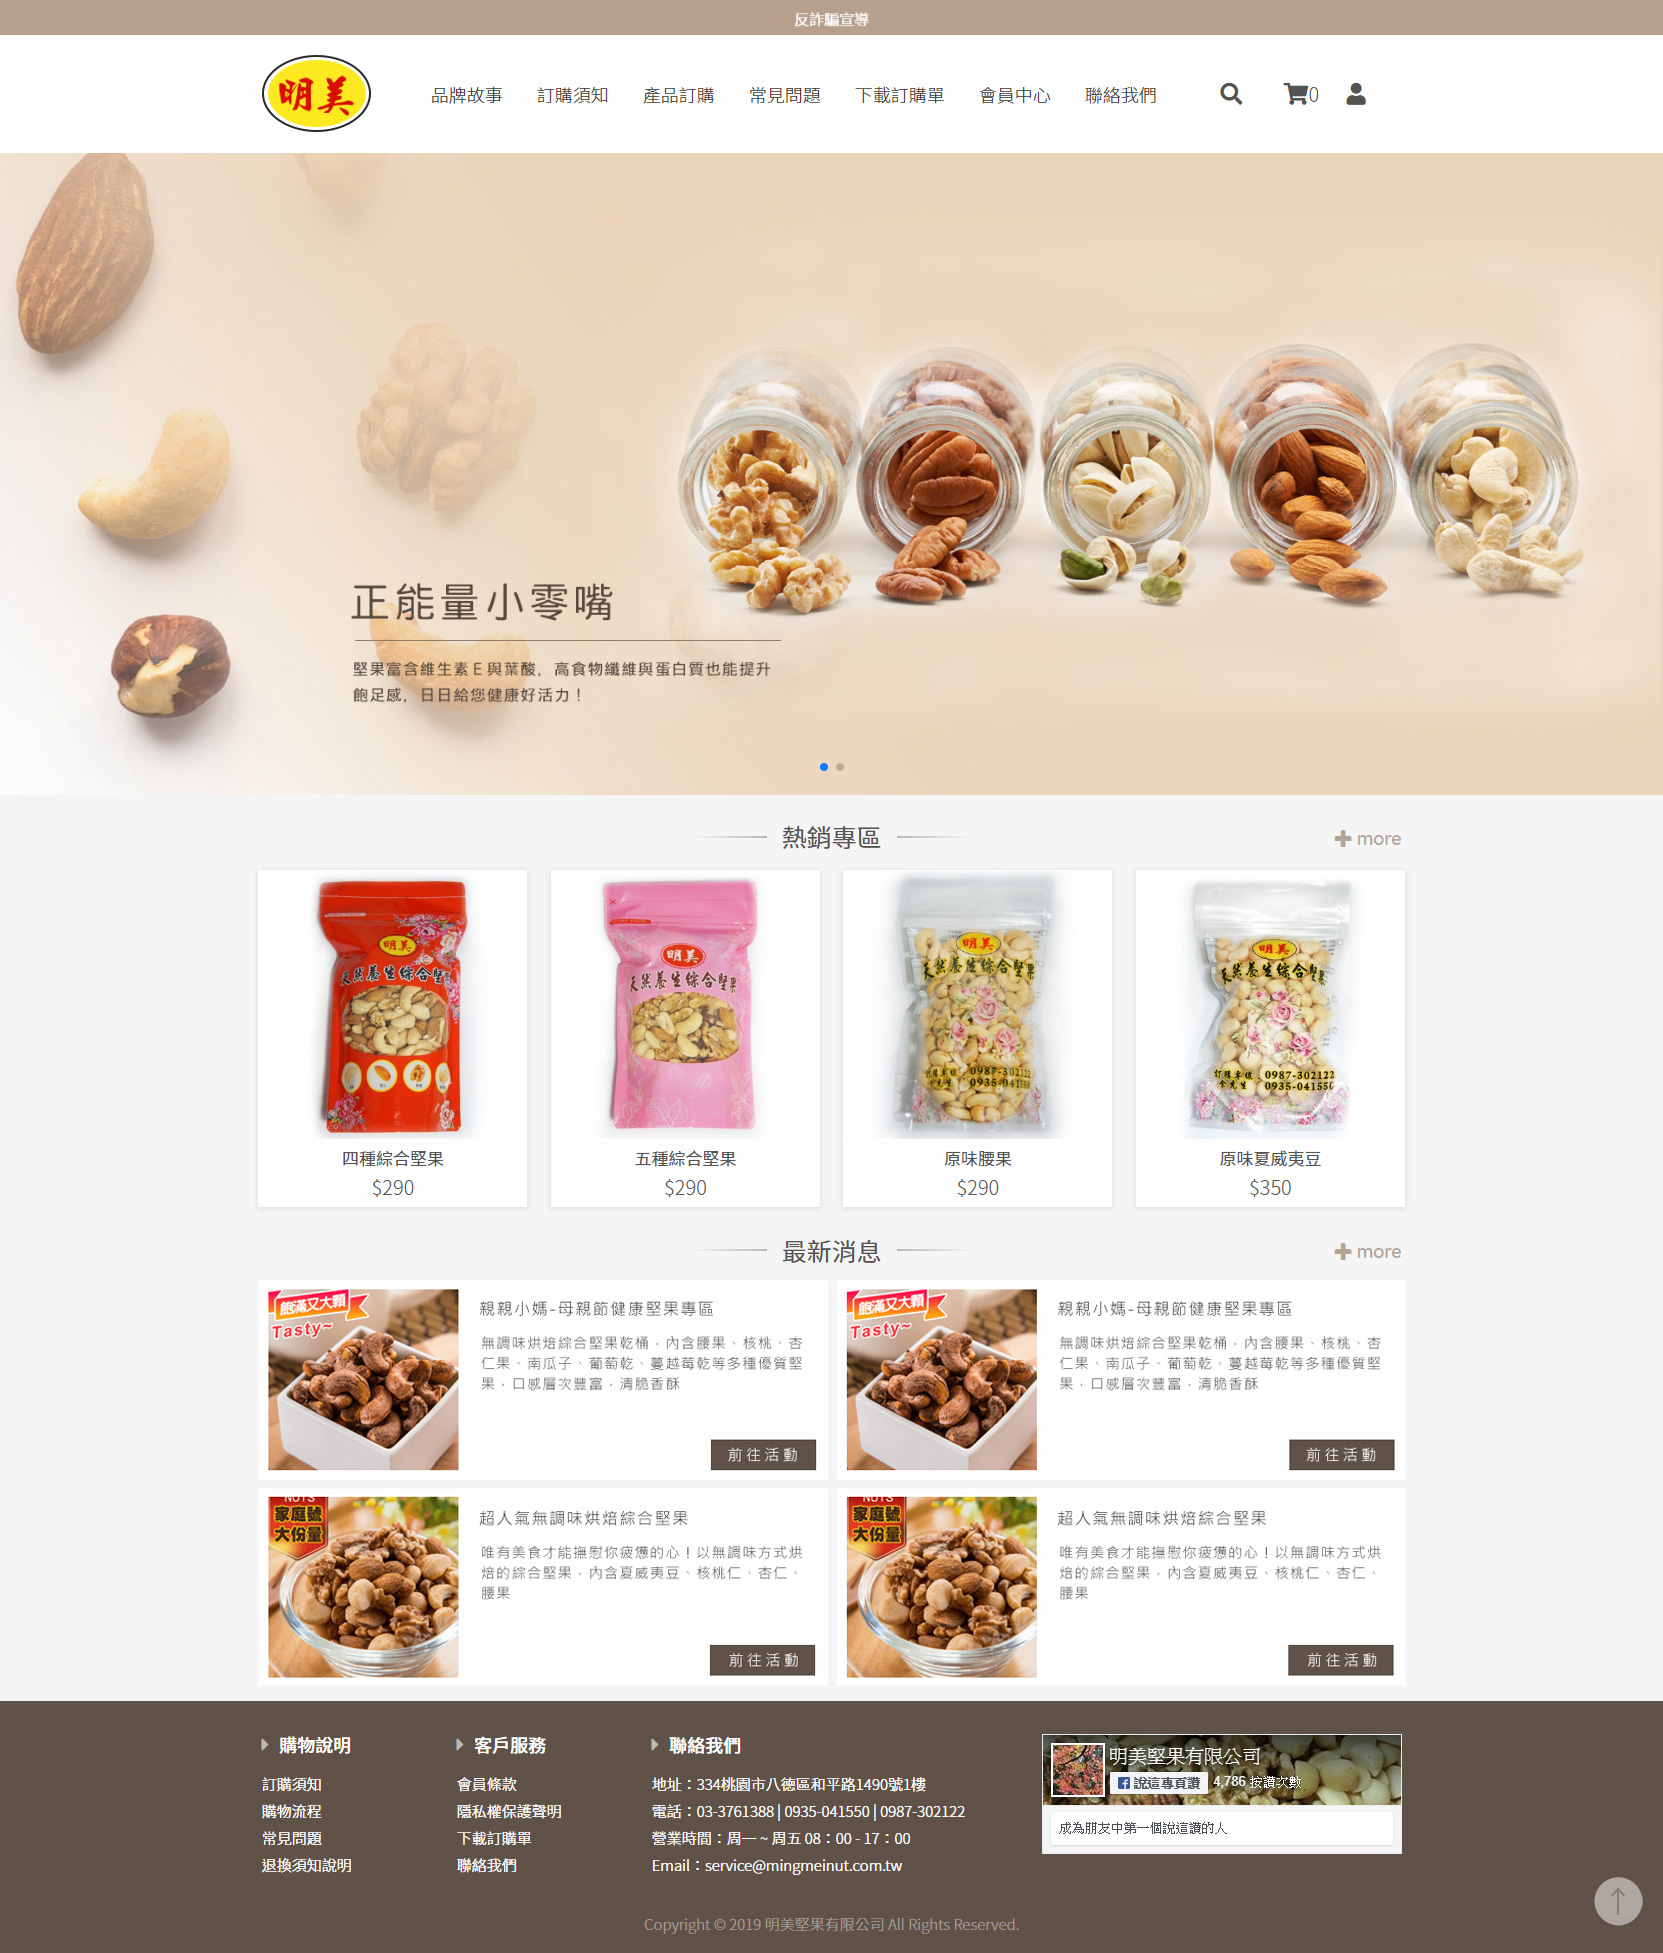 反詐騙宣導
明美
品牌故事 訂購須知 產品訂購 常見問題 下載訂購單 會員中心 聯絡我們 0
正能量小零嘴
堅果富含維生素E與葉酸，高食物纖維與蛋白質也能提升
飽足感，日日給您健康好活力！
熱銷專區
more
明美
天然養生綜合堅果
明美
天然養生綜合堅果
明美
天然養生綜合堅果
訂購專線 0987-302122
余先生 0935-041550
明美
天然養生綜合堅果
訂購專線 0987-302122
余先生 0935-041550
四種綜合堅果
$290
五種綜合堅果
$290
原味腰果
$290
原味夏威夷豆
$350
最新消息
more
飽滿又大顆
Tasty~
親親小媽-母親節健康堅果專區
無調味烘焙綜合堅果乾桶，內含腰果、核桃、杏
仁果、南瓜子、葡萄乾、蔓越莓乾等多種優質堅
果，口感層次豐富，清脆香酥
前往活動
飽滿又大顆
Tasty~
親親小媽-母親節健康堅果專區
無調味烘焙綜合堅果乾桶，內含腰果、核桃、杏
仁果、南瓜子、葡萄乾、蔓越莓乾等多種優質堅
果，口感層次豐富，清脆香酥
前往活動
NUTS
家庭號
大份量
超人氣無調味烘焙綜合堅果
唯有美食才能撫慰你疲憊的心！以無調味方式烘
焙的綜合堅果，內含夏威夷豆、核桃仁、杏仁、
腰果
前往活動
NUTS
家庭號
大份量
超人氣無調味烘焙綜合堅果
唯有美食才能撫慰你疲憊的心！以無調味方式烘
焙的綜合堅果，內含夏威夷豆、核桃仁、杏仁、
腰果
前往活動
購物說明
訂購須知
購物流程
常見問題
退換須知說明
客戶服務
會員條款
隱私權保護聲明
下載訂購單
聯絡我們
聯絡我們
地址：334桃園市八德區和平路1490號1樓
電話：03-3761388 | 0935-041550 | 0987-302122
營業時間：周一 ~ 周五 08：00 - 17：00
Email：service@mingmeinut.com.tw
明美堅果有限公司
說這專頁讚 4,786 按讚次數
成為朋友中第一個說這讚的人
Copyright © 2019 明美堅果有限公司 All Rights Reserved.